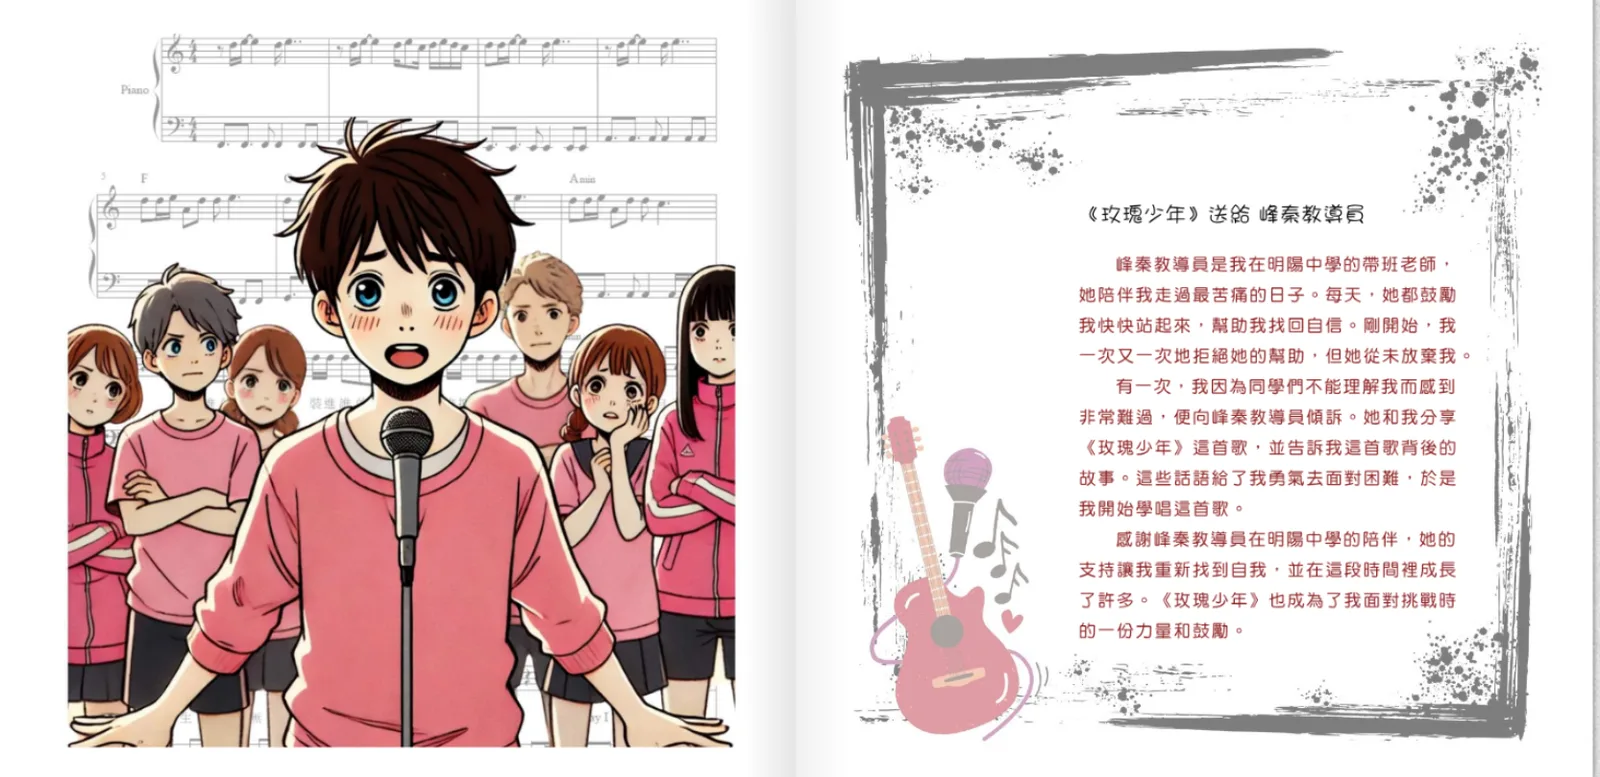 Piano
5
F
Amin
裝進進
《玫瑰少年》送給 峰秦教導員
峰秦教導員是我在明陽中學的帶班老師，
她陪伴我走過最苦痛的日子。每天，她都鼓勵
我快快站起來，幫助我找回自信。剛開始，我
一次又一次地拒絕她的幫助，但她從未放棄我。
有一次，我因為同學們不能理解我而感到
非常難過，便向峰秦教導員傾訴。她和我分享
《玫瑰少年》這首歌，並告訴我這首歌背後的
故事。這些話語給了我勇氣去面對困難，於是
我開始學唱這首歌。
感謝峰秦教導員在明陽中學的陪伴，她的
支持讓我重新找到自我，並在這段時間裡成長
了許多。《玫瑰少年》也成為了我面對挑戰時
的一份力量和鼓勵。